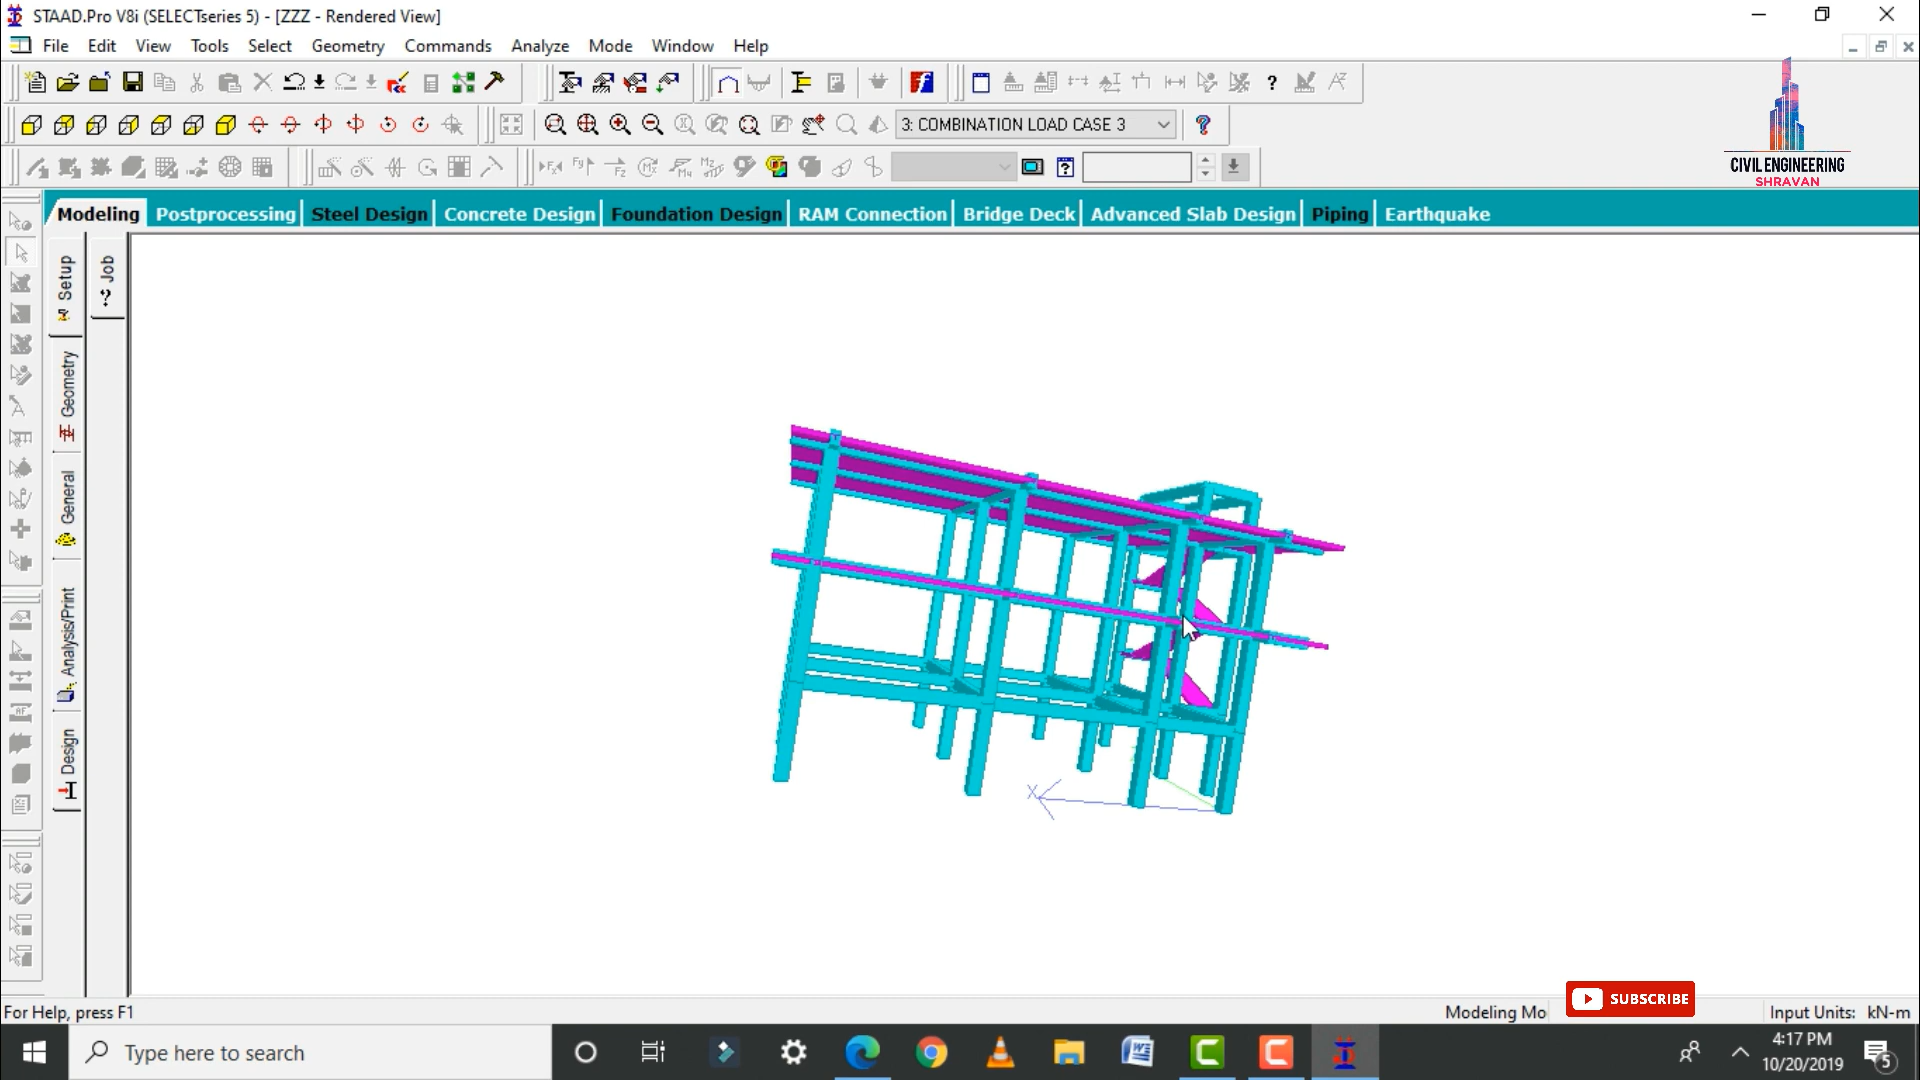 STAAD.Pro V8i (SELECTseries 5) - [ZZZ - Rendered View]
File Edit View Tools Select Geometry Commands Analyze Mode Window Help
3: COMBINATION LOAD CASE 3
CIVIL ENGINEERING
SHRAVAN
Modeling Postprocessing Steel Design Concrete Design Foundation Design RAM Connection Bridge Deck Advanced Slab Design Piping Earthquake
Setup
Job
Geometry
General
Analysis/Print
Design
X
For Help, press F1
Modeling Mo
SUBSCRIBE
Input Units: kN-m
Type here to search
4:17 PM
10/20/2019
5